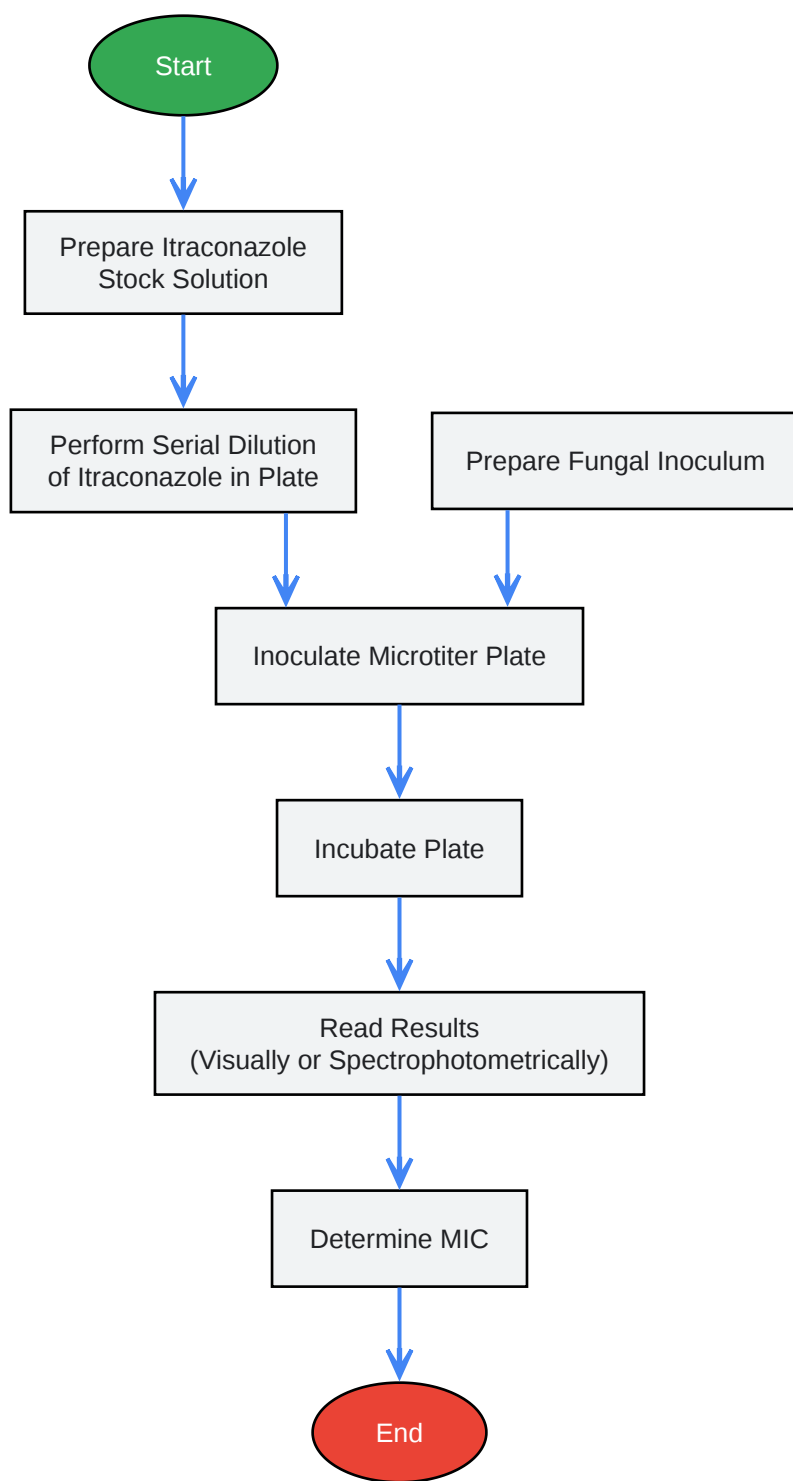 Start
Prepare Itraconazole
Stock Solution
Perform Serial Dilution
of Itraconazole in Plate
Prepare Fungal Inoculum
Inoculate Microtiter Plate
Incubate Plate
Read Results
(Visually or Spectrophotometrically)
Determine MIC
End